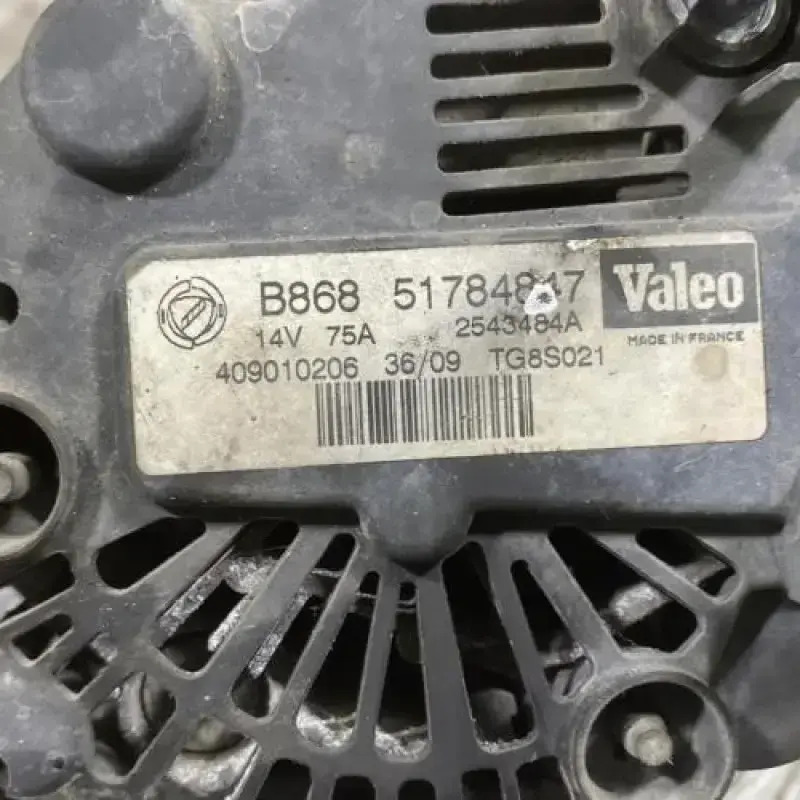 B868 51784847 Valeo
14V 75A 2543484A MADE IN FRANCE
409010206 36/09 TG8S021